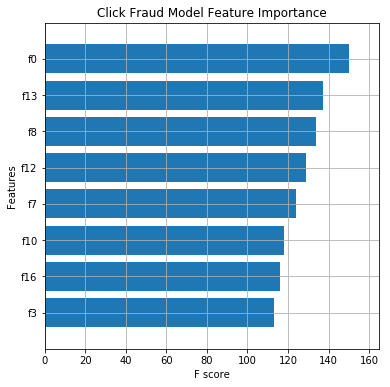 Click Fraud Model Feature Importance
f0
f13
f8
f12
f7
f10
f16
f3
Features
0 20 40 60 80 100 120 140 160
F score